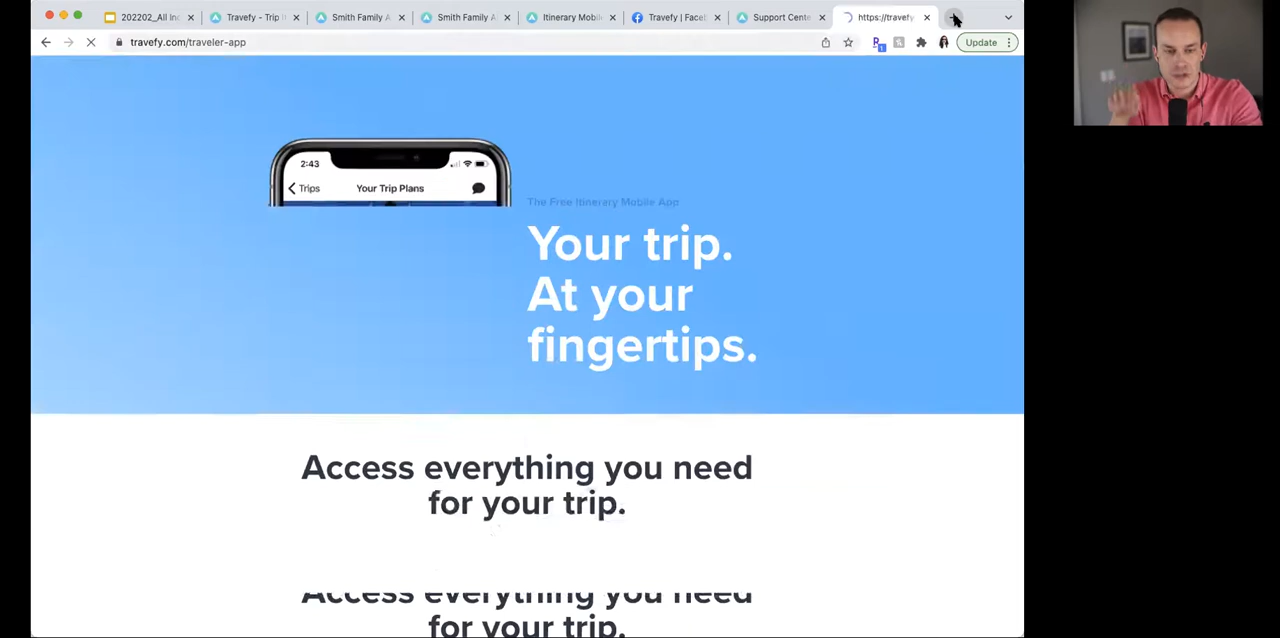 202202_All Inc
Travefy - Trip I
Smith Family A
Smith Family A
Itinerary Mobil
Travefy | Face
Support Cente
https://travefy
travefy.com/traveler-app
Update
2:43
Trips
Your Trip Plans
The Free Itinerary Mobile App
Your trip.
At your
fingertips.
Access everything you need
for your trip.
Access everything you need
for your trip.